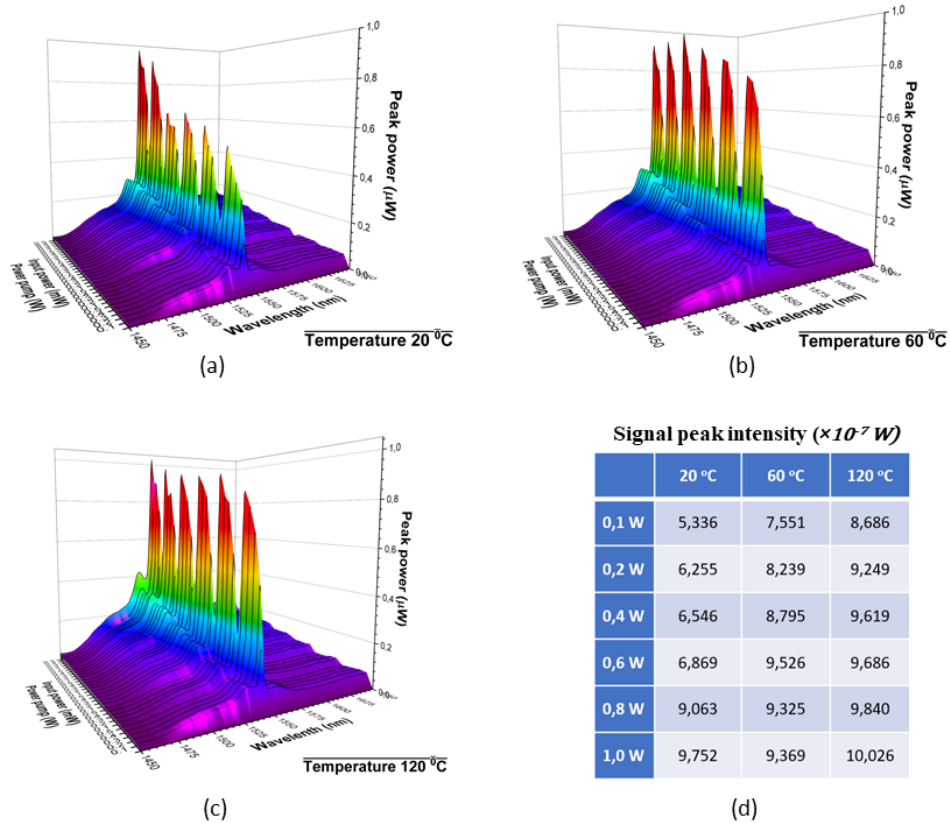 1,0
0,8
0,6
0,4
0,2
0,0
Peak power (μW)
Input power (mW)
Power pump (W)
1450
1475
1500
1525
1550
1575
1600
1625
Wavelength (nm)
Temperature 20 ⁰C
(a)
1,0
0,8
0,6
0,4
0,2
0,0
Peak power (μW)
Input power (mW)
Power pump (W)
1450
1475
1500
1525
1550
1575
1600
1625
Wavelength (nm)
Temperature 60 ⁰C
(b)
1,0
0,8
0,6
0,4
0,2
0,0
Peak power (μW)
Input power (mW)
Power pump (W)
1450
1475
1500
1525
1550
1575
1600
1625
Wavelenth (nm)
Temperature 120 ⁰C
(c)
Signal peak intensity (×10⁻⁷ W)
20 °C 60 °C 120 °C
0,1 W 5,336 7,551 8,686
0,2 W 6,255 8,239 9,249
0,4 W 6,546 8,795 9,619
0,6 W 6,869 9,526 9,686
0,8 W 9,063 9,325 9,840
1,0 W 9,752 9,369 10,026
(d)